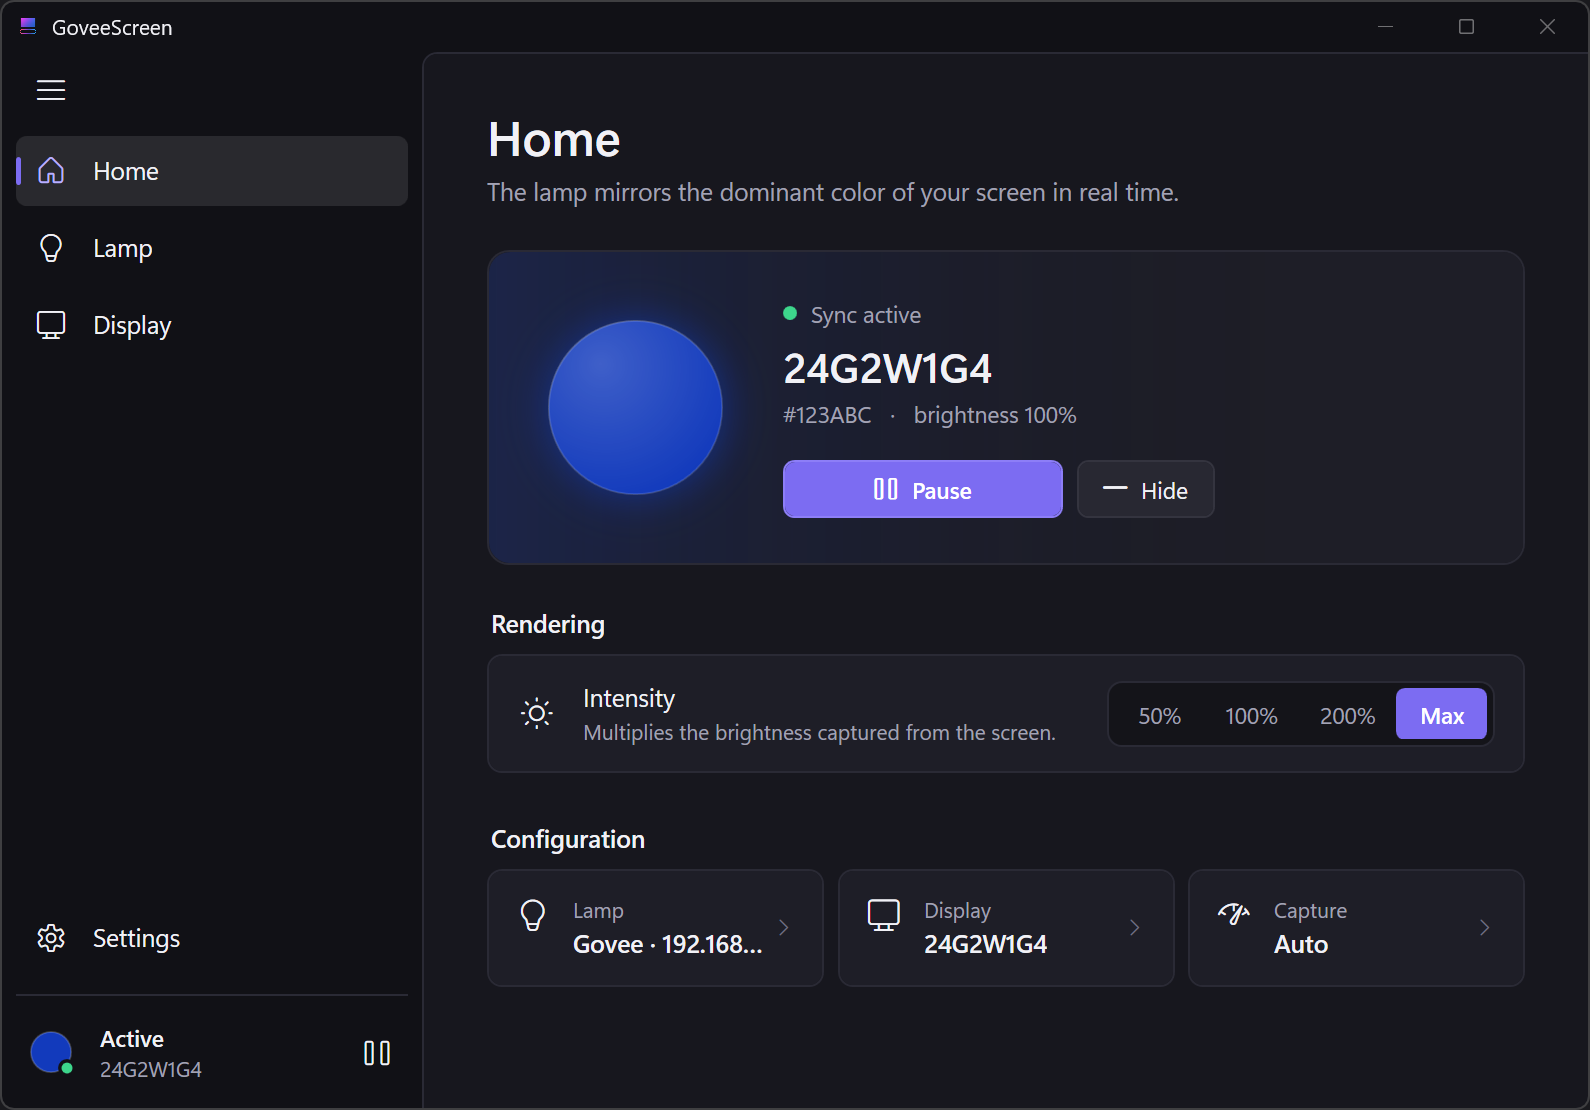 GoveeScreen
Home
Lamp
Display
Settings
Active
24G2W1G4
Home
The lamp mirrors the dominant color of your screen in real time.
Sync active
24G2W1G4
#123ABC · brightness 100%
Pause
Hide
Rendering
Intensity
Multiplies the brightness captured from the screen.
50% 100% 200% Max
Configuration
Lamp
Govee · 192.168...
Display
24G2W1G4
Capture
Auto